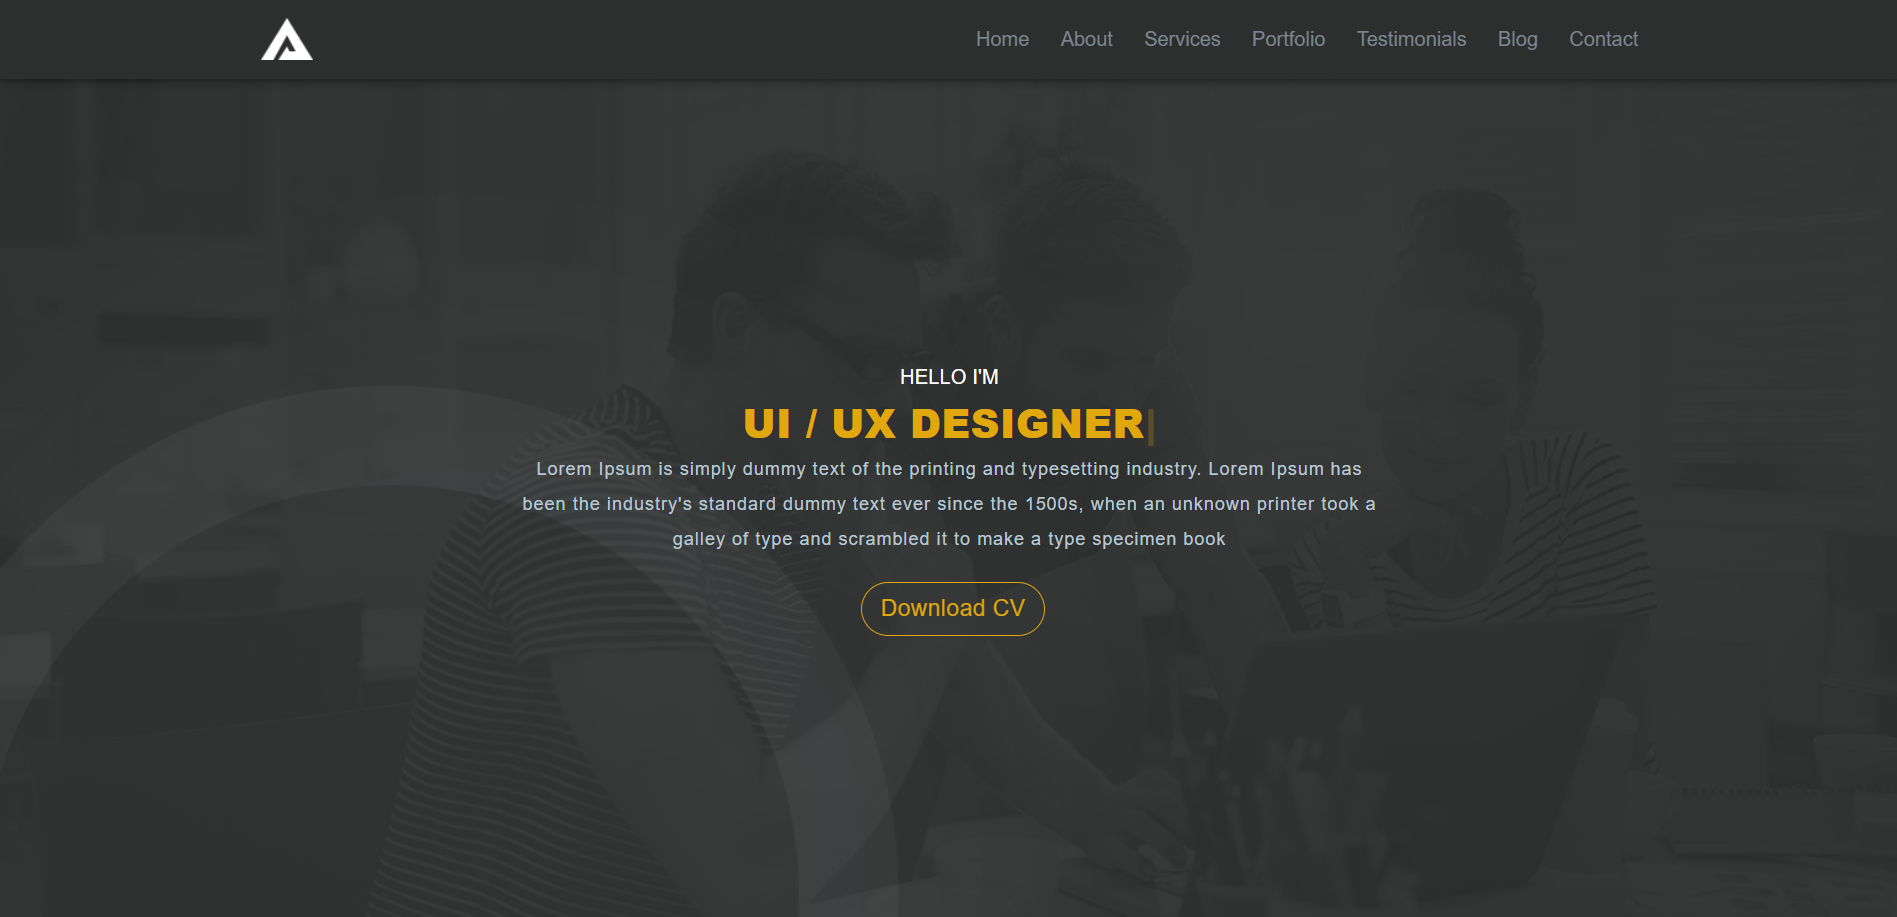 Home About Services Portfolio Testimonials Blog Contact
HELLO I'M
UI / UX DESIGNER|
Lorem Ipsum is simply dummy text of the printing and typesetting industry. Lorem Ipsum has
been the industry's standard dummy text ever since the 1500s, when an unknown printer took a
galley of type and scrambled it to make a type specimen book
Download CV